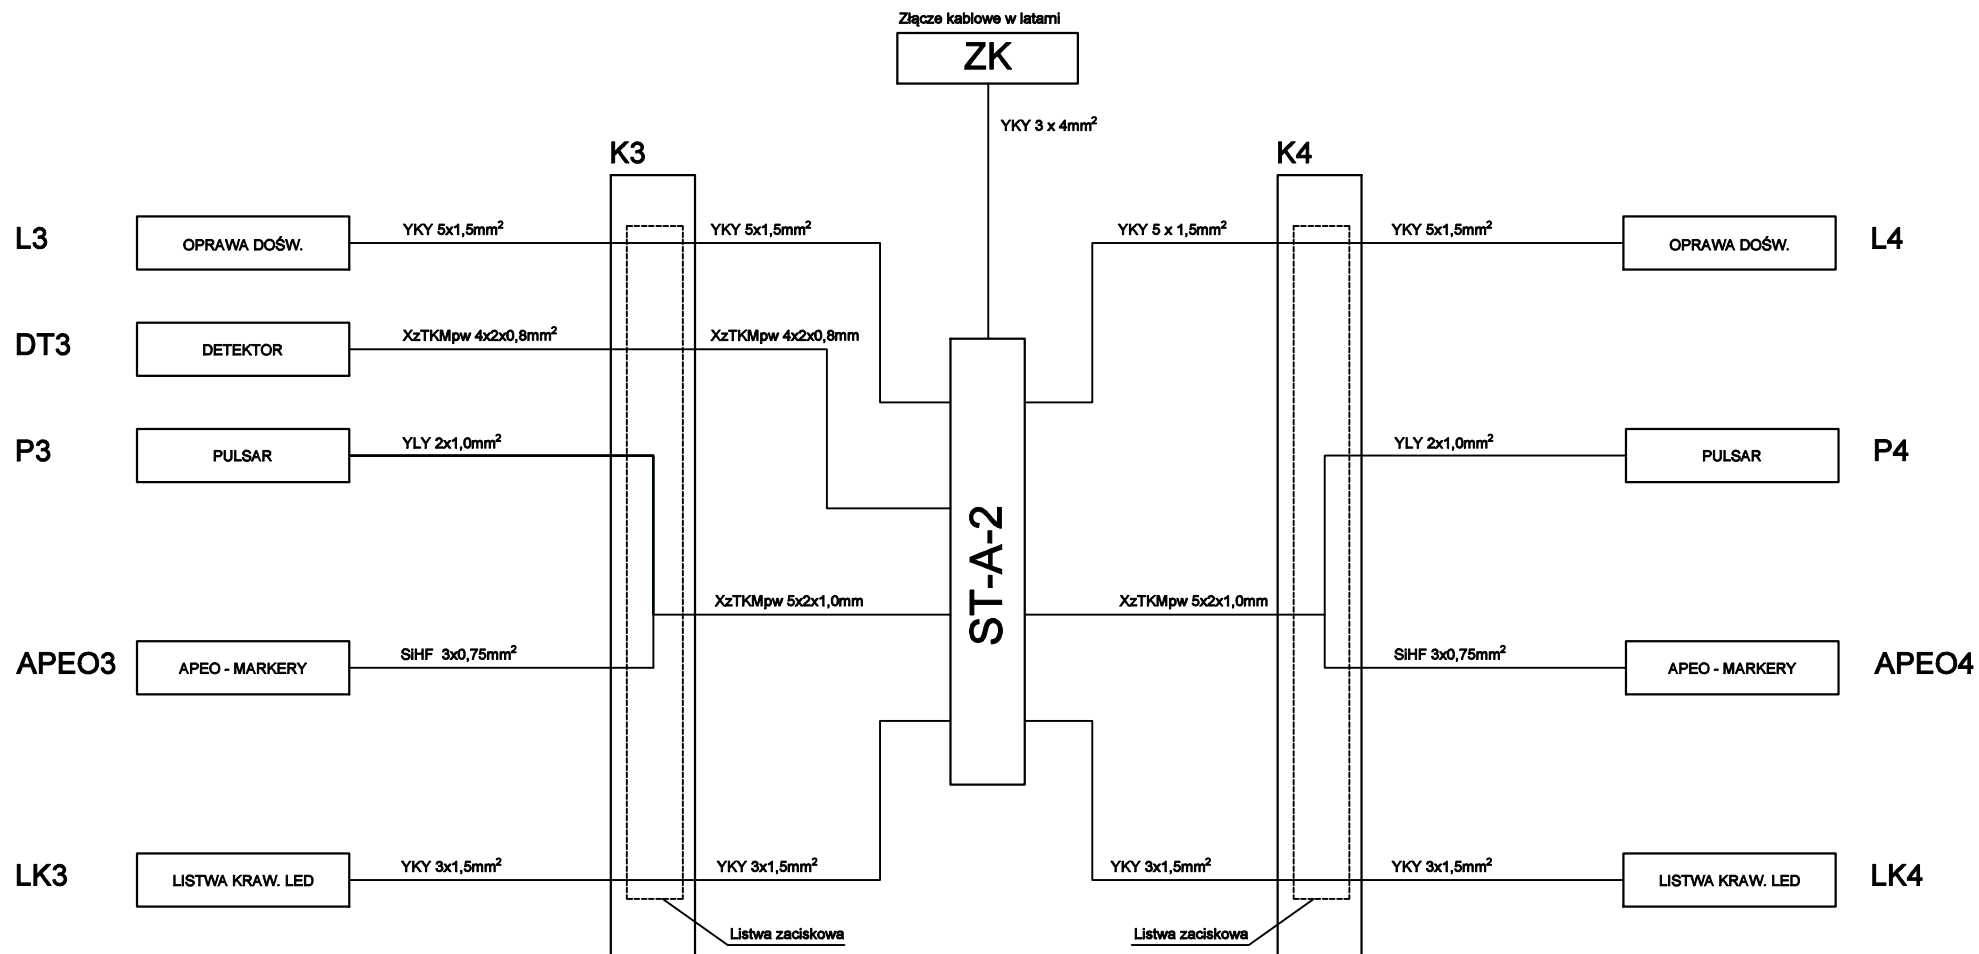 Złącze kablowe w latarni
ZK
YKY 3 x 4mm²
K3
K4
L3
OPRAWA DOŚW.
YKY 5x1,5mm²
YKY 5x1,5mm²
YKY 5 x 1,5mm²
YKY 5x1,5mm²
OPRAWA DOŚW.
L4
DT3
DETEKTOR
XzTKMpw 4x2x0,8mm²
XzTKMpw 4x2x0,8mm
P3
PULSAR
YLY 2x1,0mm²
YLY 2x1,0mm²
PULSAR
P4
ST-A-2
XzTKMpw 5x2x1,0mm
XzTKMpw 5x2x1,0mm
APEO3
APEO - MARKERY
SiHF 3x0,75mm²
SiHF 3x0,75mm²
APEO - MARKERY
APEO4
LK3
LISTWA KRAW. LED
YKY 3x1,5mm²
YKY 3x1,5mm²
YKY 3x1,5mm²
YKY 3x1,5mm²
LISTWA KRAW. LED
LK4
Listwa zaciskowa
Listwa zaciskowa